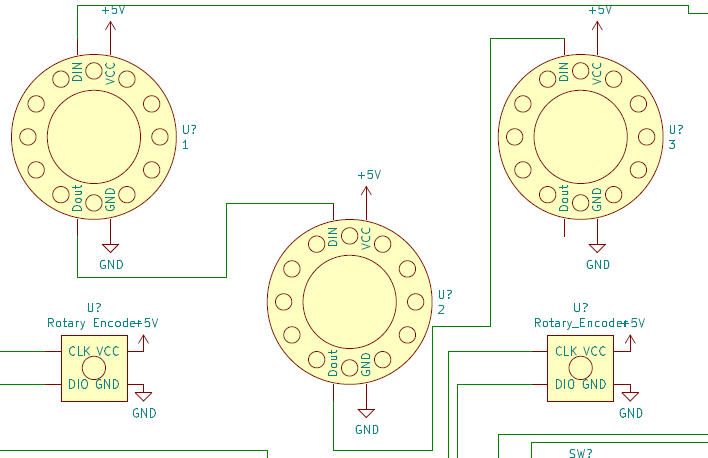 +5V
+5V
DIN
VCC
DIN
VCC
U?
1
U?
3
+5V
Dout
GND
Dout
GND
DIN
VCC
GND
GND
U?
2
U?
Rotary Encoder
+5V
U?
Rotary_Encoder
+5V
CLK VCC
Dout
GND
CLK VCC
DIO GND
DIO GND
GND
GND
GND
SW?